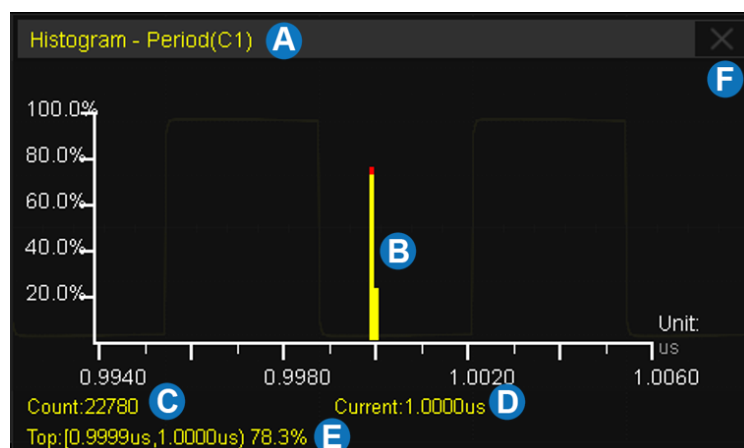 Histogram - Period(C1) A
F
100.0%
80.0%
60.0%
40.0%
B
20.0%
Unit:
us
0.9940 0.9980 1.0020 1.0060
Count:22780 C Current:1.0000us D
Top:[0.9999us,1.0000us) 78.3% E